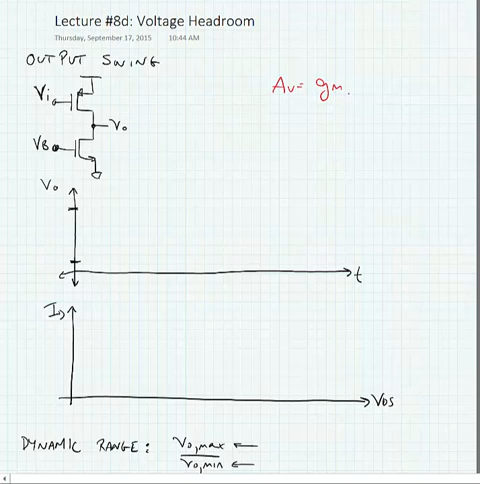 Lecture #8d: Voltage Headroom
Thursday, September 17, 2015 10:44 AM
OUTPUT SWING
Av = gm.
Vi
Vo
VB
Vo
t
ID
VDS
DYNAMIC RANGE: Vo,max
Vo,min